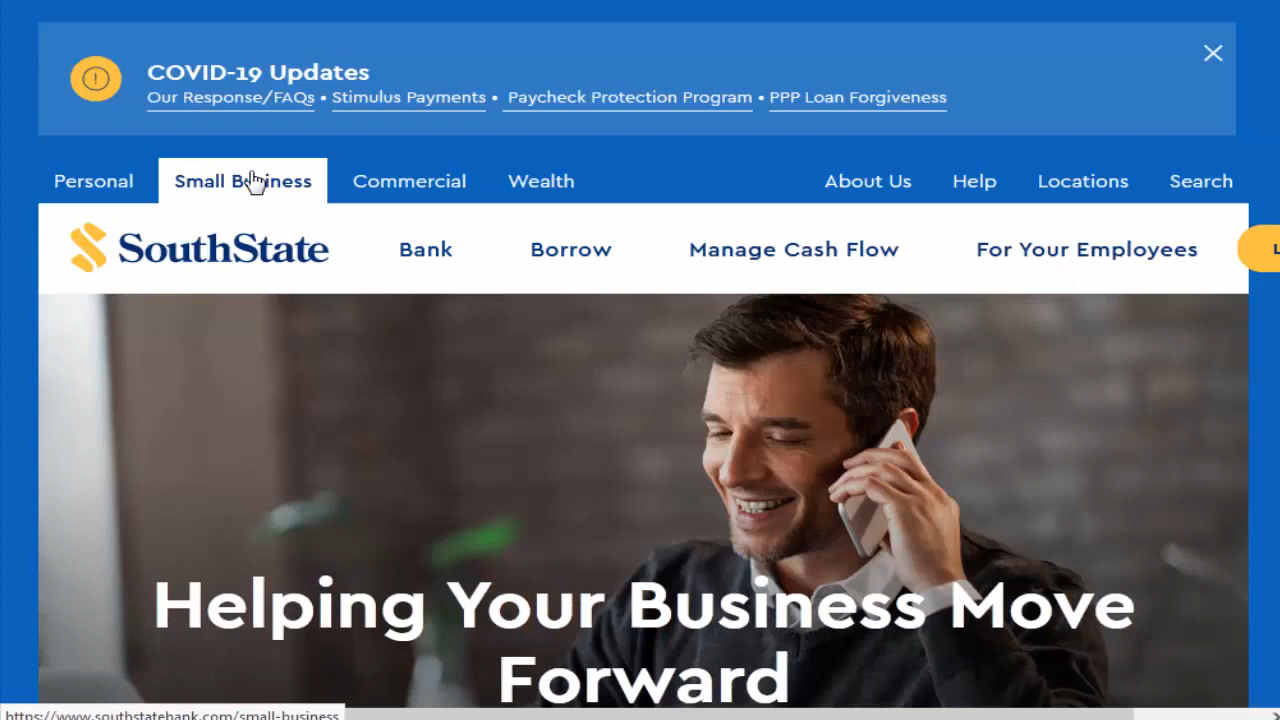 COVID-19 Updates
Our Response/FAQs • Stimulus Payments • Paycheck Protection Program • PPP Loan Forgiveness
Personal Small Business Commercial Wealth About Us Help Locations Search
SouthState Bank Borrow Manage Cash Flow For Your Employees
Helping Your Business Move
Forward
https://www.southstatebank.com/small-business